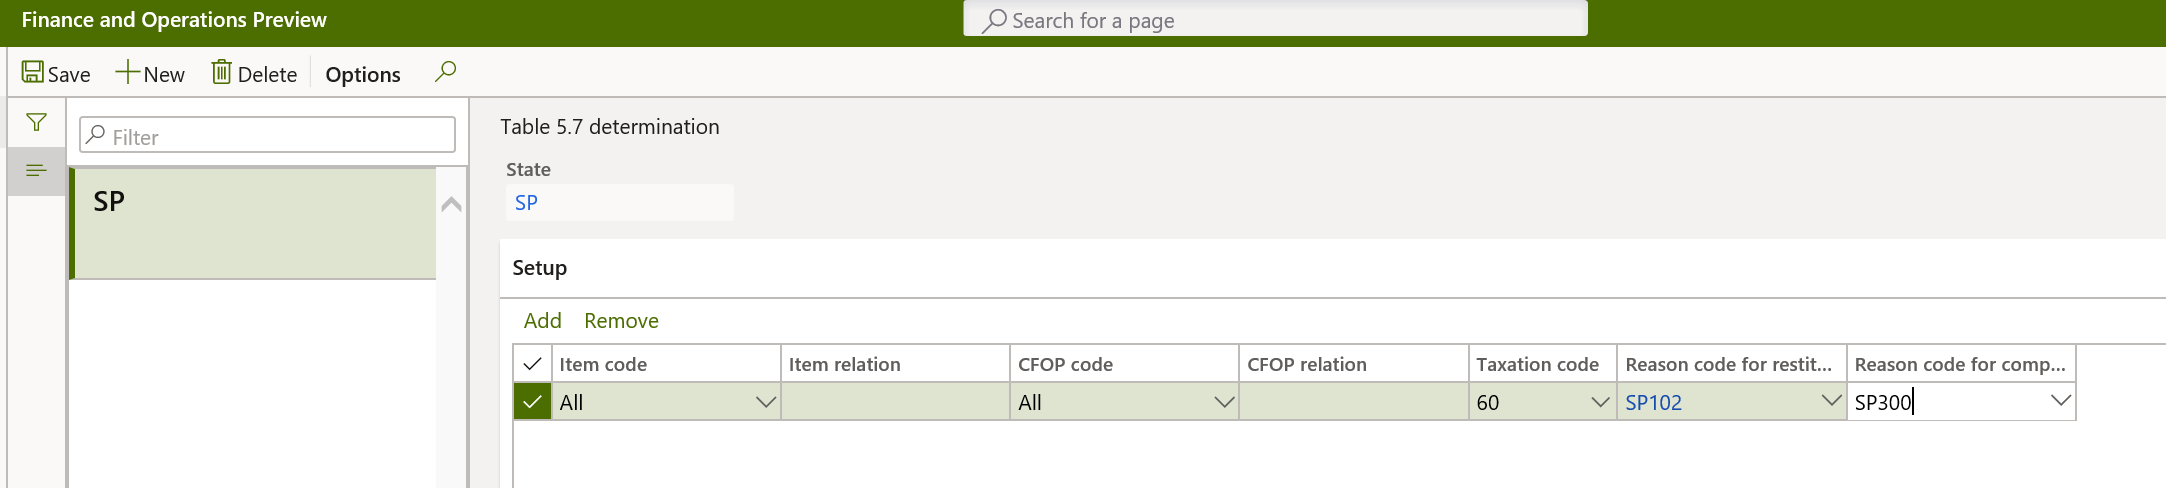 Finance and Operations Preview
Search for a page
Save New Delete Options
Filter
SP
Table 5.7 determination
State
SP
Setup
Add Remove
Item code Item relation CFOP code CFOP relation Taxation code Reason code for restit... Reason code for comp...
All All 60 SP102 SP300